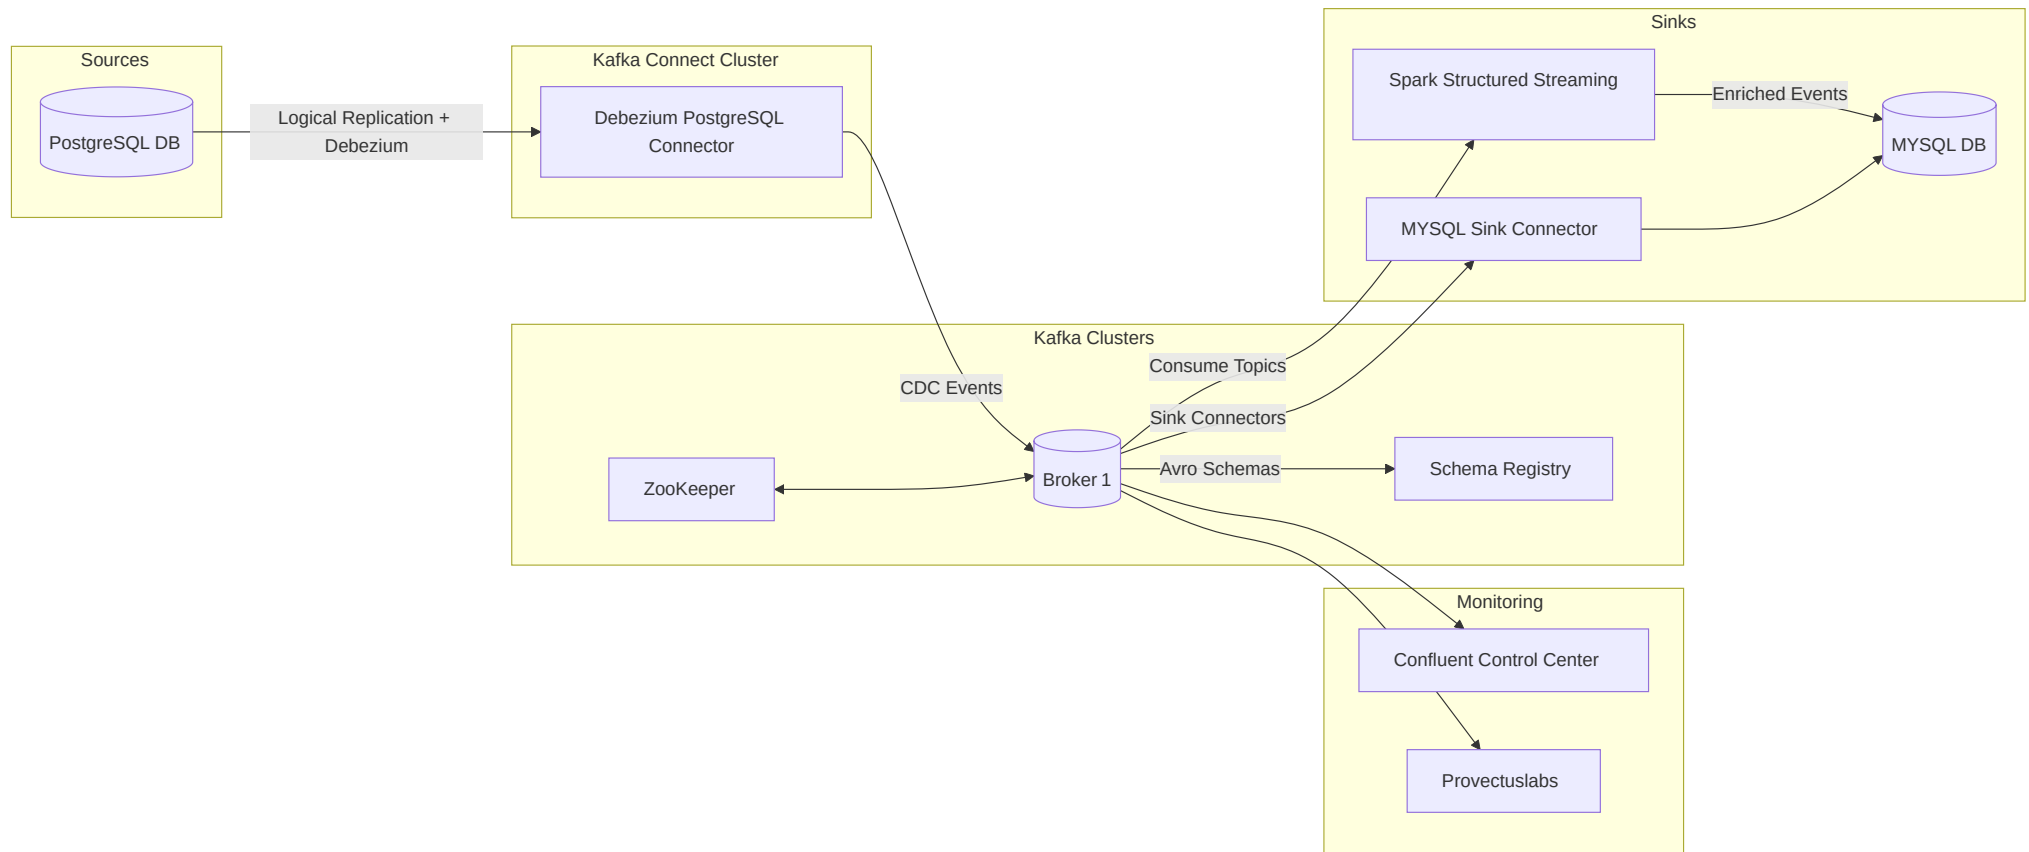 Sources
PostgreSQL DB
Logical Replication +
Debezium
Kafka Connect Cluster
Debezium PostgreSQL
Connector
Sinks
Spark Structured Streaming
Enriched Events
MYSQL DB
MYSQL Sink Connector
Kafka Clusters
CDC Events
Consume Topics
Sink Connectors
Avro Schemas
ZooKeeper
Broker 1
Schema Registry
Monitoring
Confluent Control Center
Provectuslabs